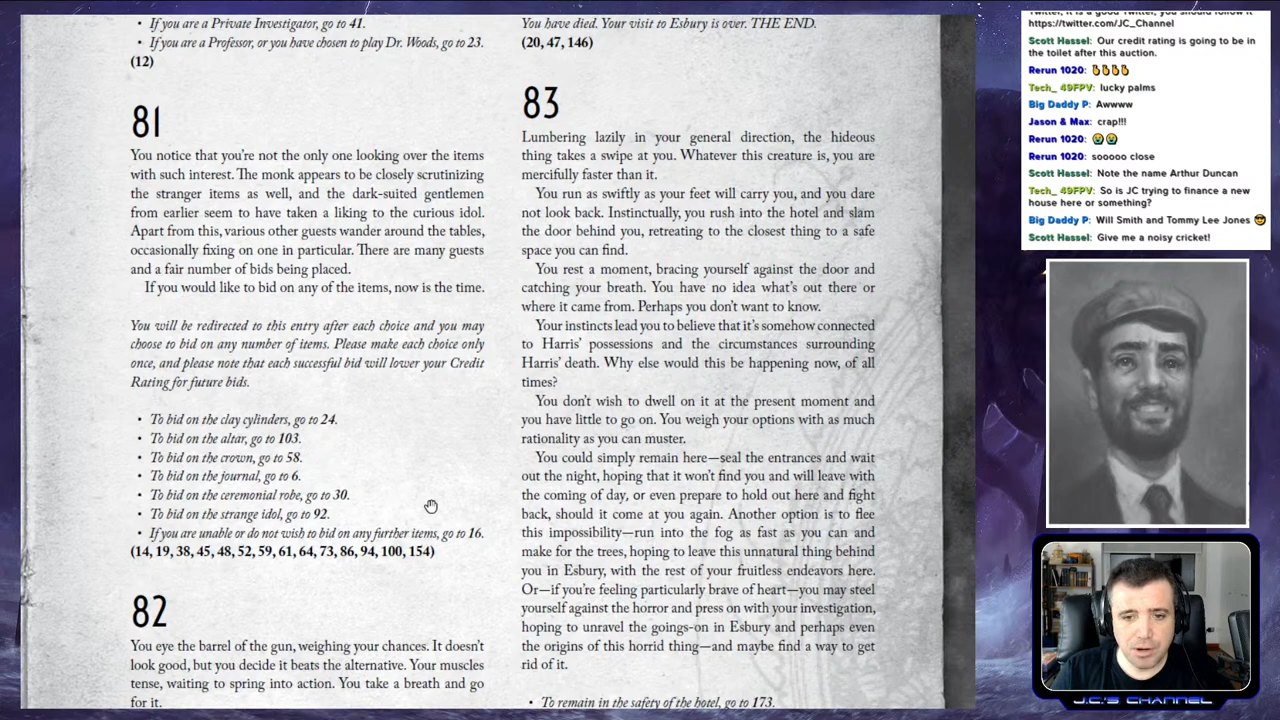 • If you are a Private Investigator, go to 41.
• If you are a Professor, or you have chosen to play Dr. Woods, go to 23.
(12)
81
You notice that you're not the only one looking over the items
with such interest. The monk appears to be closely scrutinizing
the stranger items as well, and the dark-suited gentlemen
from earlier seem to have taken a liking to the curious idol.
Apart from this, various other guests wander around the tables,
occasionally fixing on one in particular. There are many guests
and a fair number of bids being placed.
If you would like to bid on any of the items, now is the time.
You will be redirected to this entry after each choice and you may
choose to bid on any number of items. Please make each choice only
once, and please note that each successful bid will lower your Credit
Rating for future bids.
• To bid on the clay cylinders, go to 24.
• To bid on the altar, go to 103.
• To bid on the crown, go to 58.
• To bid on the journal, go to 6.
• To bid on the ceremonial robe, go to 30.
• To bid on the strange idol, go to 92.
• If you are unable or do not wish to bid on any further items, go to 16.
(14, 19, 38, 45, 48, 52, 59, 61, 64, 73, 86, 94, 100, 154)
82
You eye the barrel of the gun, weighing your chances. It doesn't
look good, but you decide it beats the alternative. Your muscles
tense, waiting to spring into action. You take a breath and go
for it.
You have died. Your visit to Esbury is over. THE END.
(20, 47, 146)
83
Lumbering lazily in your general direction, the hideous
thing takes a swipe at you. Whatever this creature is, you are
mercifully faster than it.
You run as swiftly as your feet will carry you, and you dare
not look back. Instinctually, you rush into the hotel and slam
the door behind you, retreating to the closest thing to a safe
space you can find.
You rest a moment, bracing yourself against the door and
catching your breath. You have no idea what's out there or
where it came from. Perhaps you don't want to know.
Your instincts lead you to believe that it's somehow connected
to Harris' possessions and the circumstances surrounding
Harris' death. Why else would this be happening now, of all
times?
You don't wish to dwell on it at the present moment and
you have little to go on. You weigh your options with as much
rationality as you can muster.
You could simply remain here—seal the entrances and wait
out the night, hoping that it won't find you and will leave with
the coming of day, or even prepare to hold out here and fight
back, should it come at you again. Another option is to flee
this impossibility—run into the fog as fast as you can and
make for the trees, hoping to leave this unnatural thing behind
you in Esbury, with the rest of your fruitless endeavors here.
Or—if you're feeling particularly brave of heart—you may steel
yourself against the horror and press on with your investigation,
hoping to unravel the goings-on in Esbury and perhaps even
the origins of this horrid thing—and maybe find a way to get
rid of it.
• To remain in the safety of the hotel, go to 173.
https://twitter.com/JC_Channel
Scott Hassel: Our credit rating is going to be
in the toilet after this auction.
Rerun 1020:
Tech_ 49FPV: lucky palms
Big Daddy P: Awwww
Jason & Max: crap!!!
Rerun 1020:
Rerun 1020: sooooo close
Scott Hassel: Note the name Arthur Duncan
Tech_ 49FPV: So is JC trying to finance a new
house here or something?
Big Daddy P: Will Smith and Tommy Lee Jones
Scott Hassel: Give me a noisy cricket!
J.C.'S CHANNEL